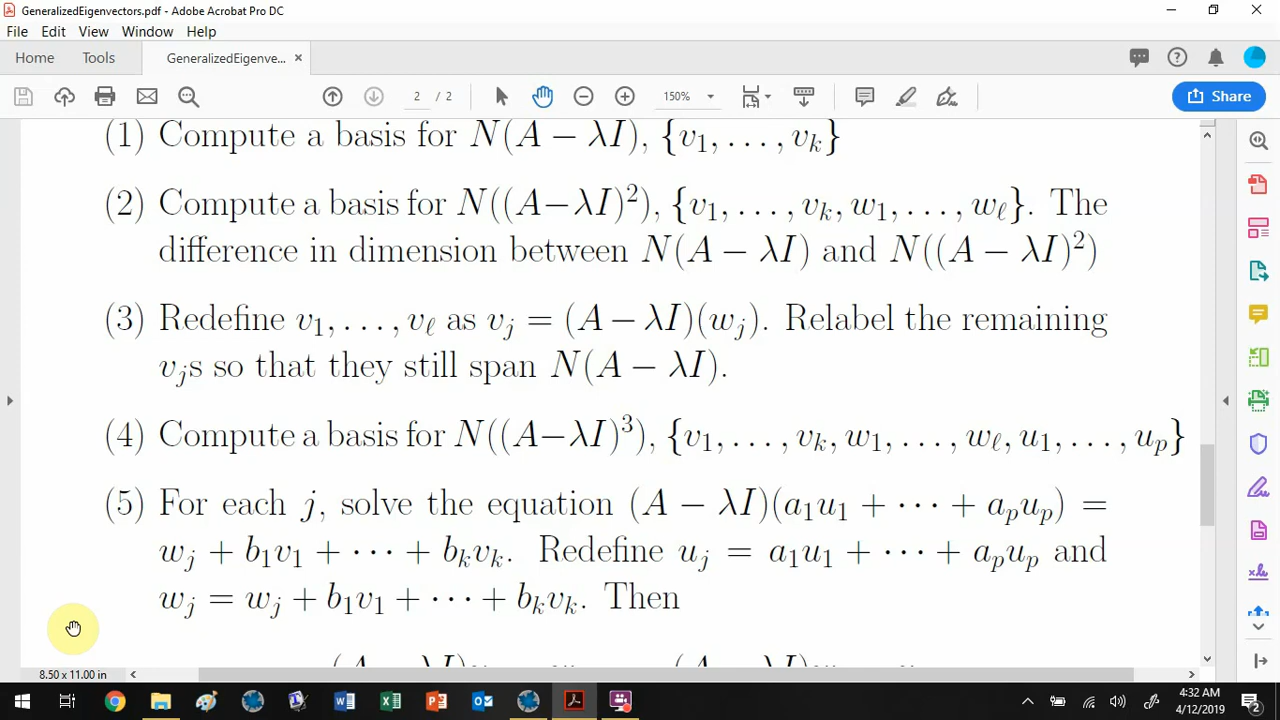 GeneralizedEigenvectors.pdf - Adobe Acrobat Pro DC
File Edit View Window Help
Home Tools GeneralizedEigenve... ×
2 / 2 150% Share
(1) Compute a basis for N(A − λI), {v₁, . . . , vₖ}
(2) Compute a basis for N((A−λI)²), {v₁, . . . , vₖ, w₁, . . . , wℓ}. The
difference in dimension between N(A − λI) and N((A − λI)²)
(3) Redefine v₁, . . . , vℓ as vⱼ = (A − λI)(wⱼ). Relabel the remaining
vⱼs so that they still span N(A − λI).
(4) Compute a basis for N((A−λI)³), {v₁, . . . , vₖ, w₁, . . . , wℓ, u₁, . . . , uₚ}
(5) For each j, solve the equation (A − λI)(a₁u₁ + · · · + aₚuₚ) =
wⱼ + b₁v₁ + · · · + bₖvₖ. Redefine uⱼ = a₁u₁ + · · · + aₚuₚ and
wⱼ = wⱼ + b₁v₁ + · · · + bₖvₖ. Then
8.50 x 11.00 in
4:32 AM
4/12/2019
2